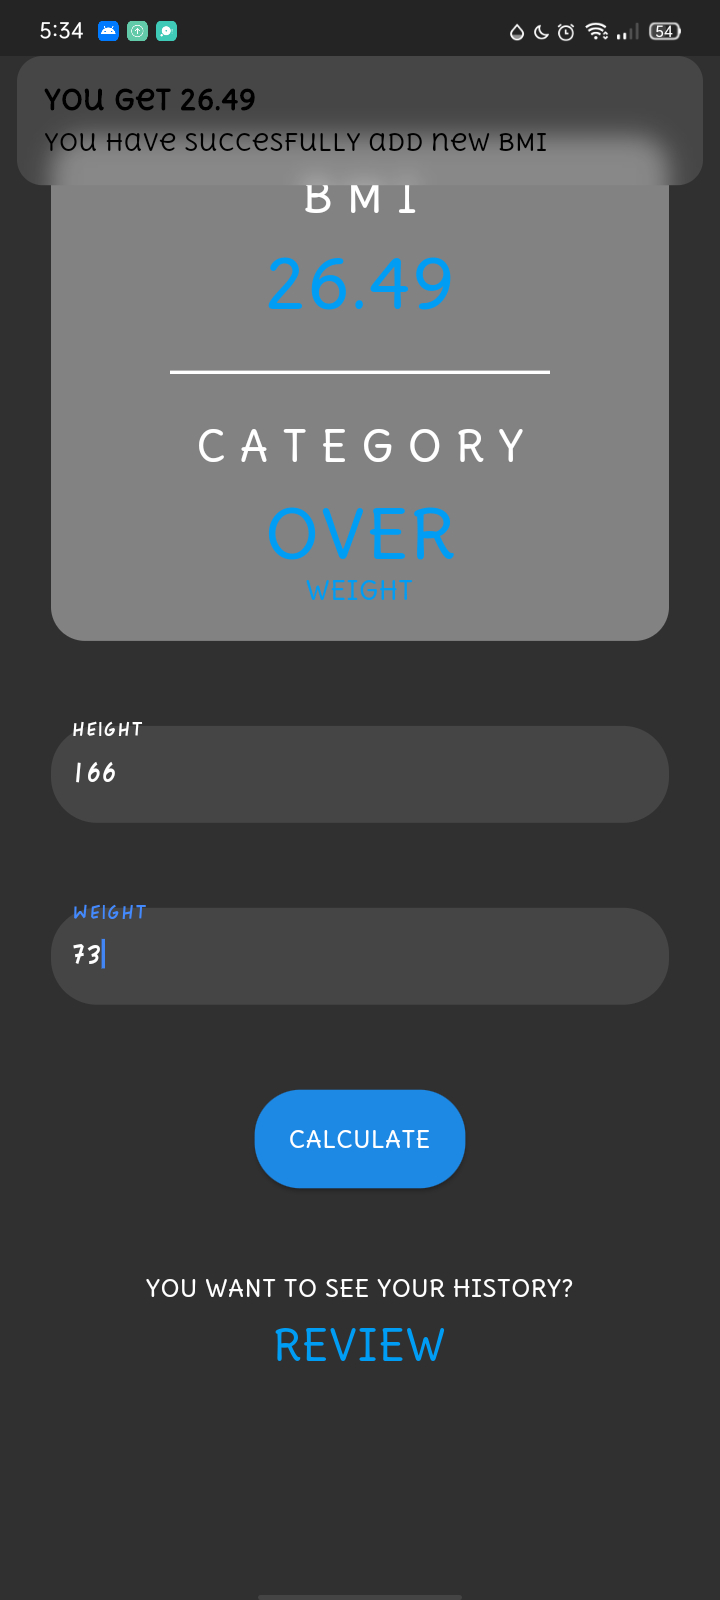 5:34
54
You Get 26.49
You Have succesfully add new BMI
BMI
26.49
CATEGORY
OVER
WEIGHT
HEIGHT
166
WEIGHT
73
CALCULATE
YOU WANT TO SEE YOUR HISTORY?
REVIEW